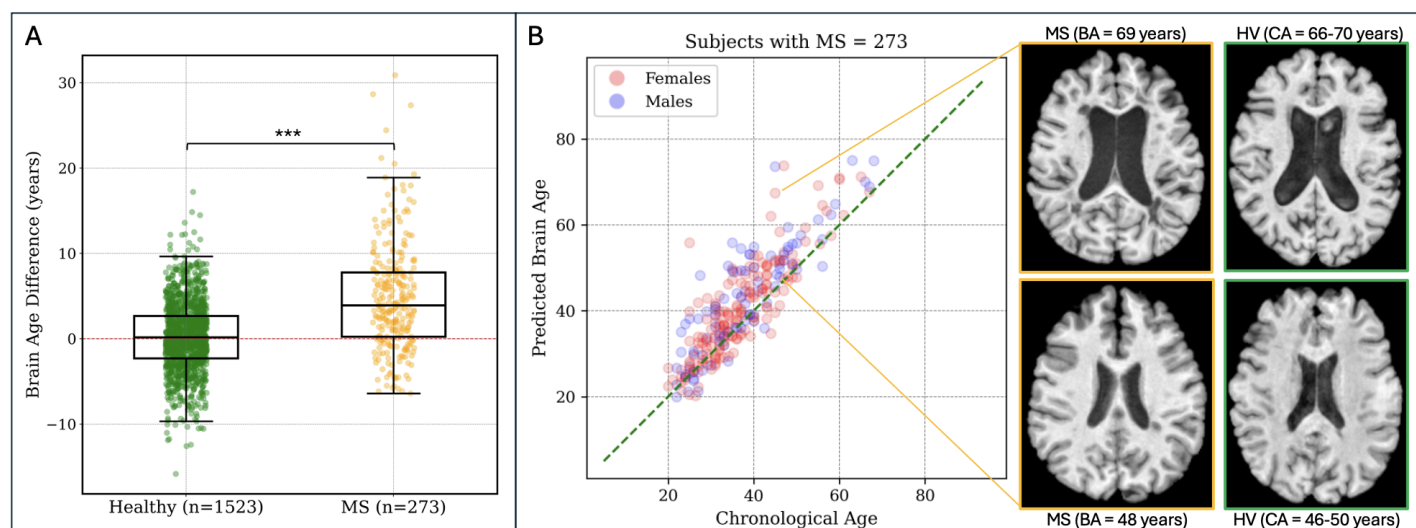 A
Brain Age Difference (years)
30
20
10
0
−10
***
Healthy (n=1523)
MS (n=273)
B
Subjects with MS = 273
Females
Males
Predicted Brain Age
80
60
40
20
20
40
60
80
Chronological Age
MS (BA = 69 years)
HV (CA = 66-70 years)
MS (BA = 48 years)
HV (CA = 46-50 years)